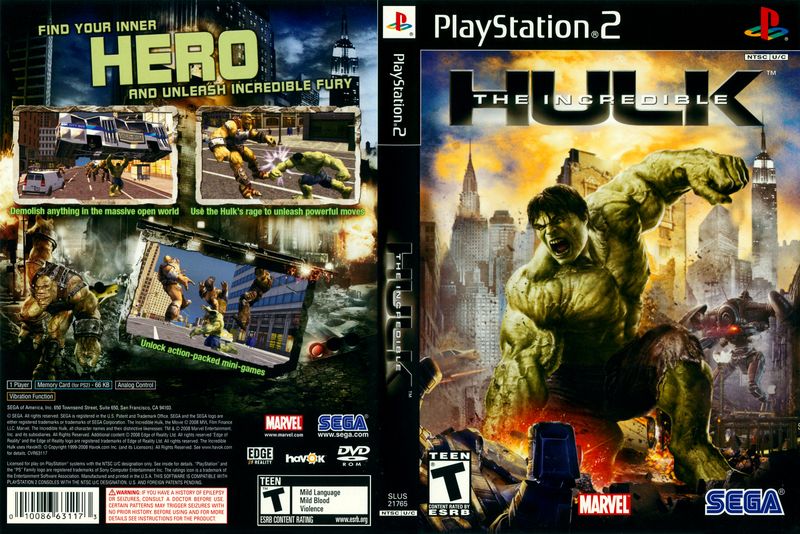 FIND YOUR INNER
HERO
AND UNLEASH INCREDIBLE FURY
Demolish anything in the massive open world
Use the Hulk's rage to unleash powerful moves
Unlock action-packed mini-games
1 Player
Memory Card (for PS2) - 66 KB
Analog Control
Vibration Function
SEGA of America, Inc. 650 Townsend Street, Suite 650, San Francisco, CA 94103.
MARVEL
www.marvel.com
SEGA
www.sega.com
EDGE
OF REALITY
havok
DVD
ROM
WARNING: IF YOU HAVE A HISTORY OF EPILEPSY
OR SEIZURES, CONSULT A DOCTOR BEFORE USE.
CERTAIN PATTERNS MAY TRIGGER SEIZURES WITH
NO PRIOR HISTORY. BEFORE USING AND FOR MORE
DETAILS SEE INSTRUCTIONS FOR THE PRODUCT.
0 10086 63117 3
TEEN
T
Mild Language
Mild Blood
Violence
ESRB CONTENT RATING
www.esrb.org
PlayStation®2
HULK
THE INCREDIBLE
™
SLUS
21765
NTSC U/C
PlayStation®2
NTSC U/C
HULK™
THE INCREDIBLE
TEEN
T
CONTENT RATED BY
ESRB
MARVEL
SEGA